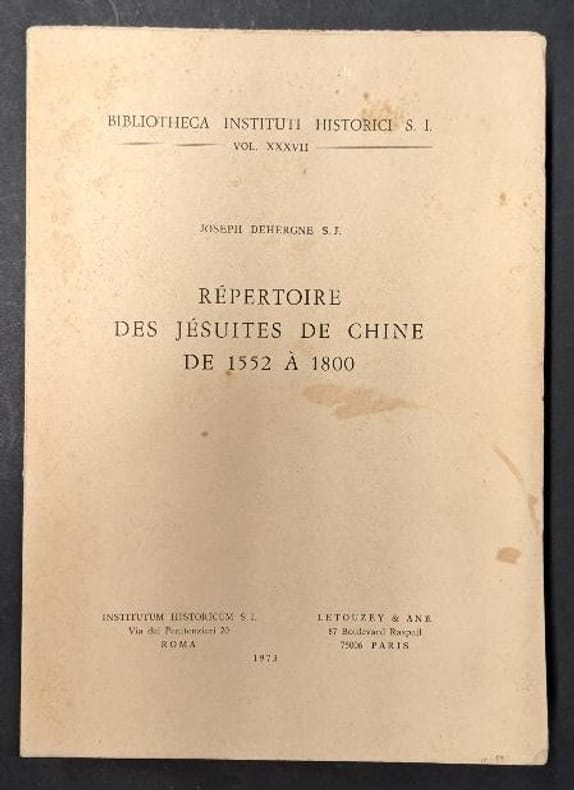 BIBLIOTHECA INSTITUTI HISTORICI S. I.
VOL. XXXVII
JOSEPH DEHERGNE S. J.
RÉPERTOIRE
DES JÉSUITES DE CHINE
DE 1552 À 1800
INSTITUTUM HISTORICUM S. I.
Via dei Penitenzieri 20
ROMA
LETOUZEY & ANE
87 Boulevard Raspail
75006 PARIS
1973